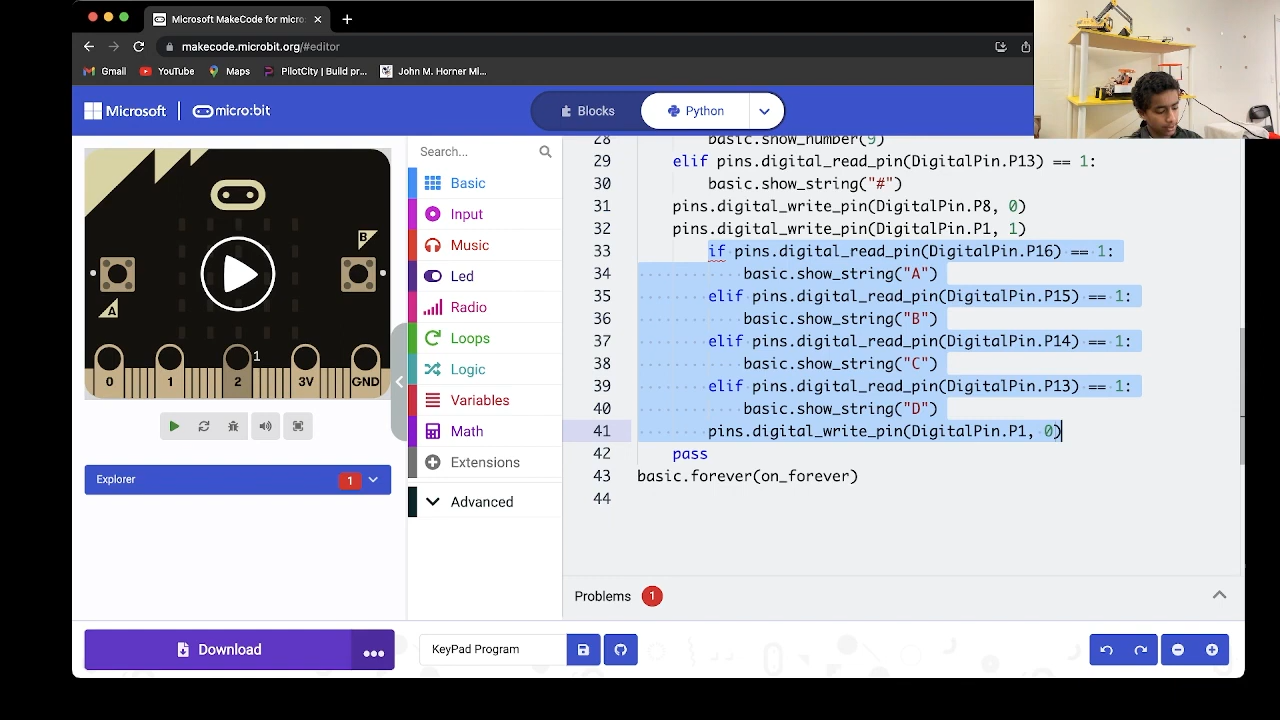 Microsoft MakeCode for micro:
makecode.microbit.org/#editor
Gmail
YouTube
Maps
PilotCity | Build pr...
John M. Horner Mi...
Microsoft
micro:bit
Blocks
Python
B
A
1
0
1
2
3V
GND
Explorer
1
Search...
Basic
Input
Music
Led
Radio
Loops
Logic
Variables
Math
Extensions
Advanced
28 basic.show_number(9)
29 elif pins.digital_read_pin(DigitalPin.P13) == 1:
30 basic.show_string("#")
31 pins.digital_write_pin(DigitalPin.P8, 0)
32 pins.digital_write_pin(DigitalPin.P1, 1)
33 if pins.digital_read_pin(DigitalPin.P16) == 1:
34 basic.show_string("A")
35 elif pins.digital_read_pin(DigitalPin.P15) == 1:
36 basic.show_string("B")
37 elif pins.digital_read_pin(DigitalPin.P14) == 1:
38 basic.show_string("C")
39 elif pins.digital_read_pin(DigitalPin.P13) == 1:
40 basic.show_string("D")
41 pins.digital_write_pin(DigitalPin.P1, 0)
42 pass
43 basic.forever(on_forever)
44
Problems 1
Download
KeyPad Program